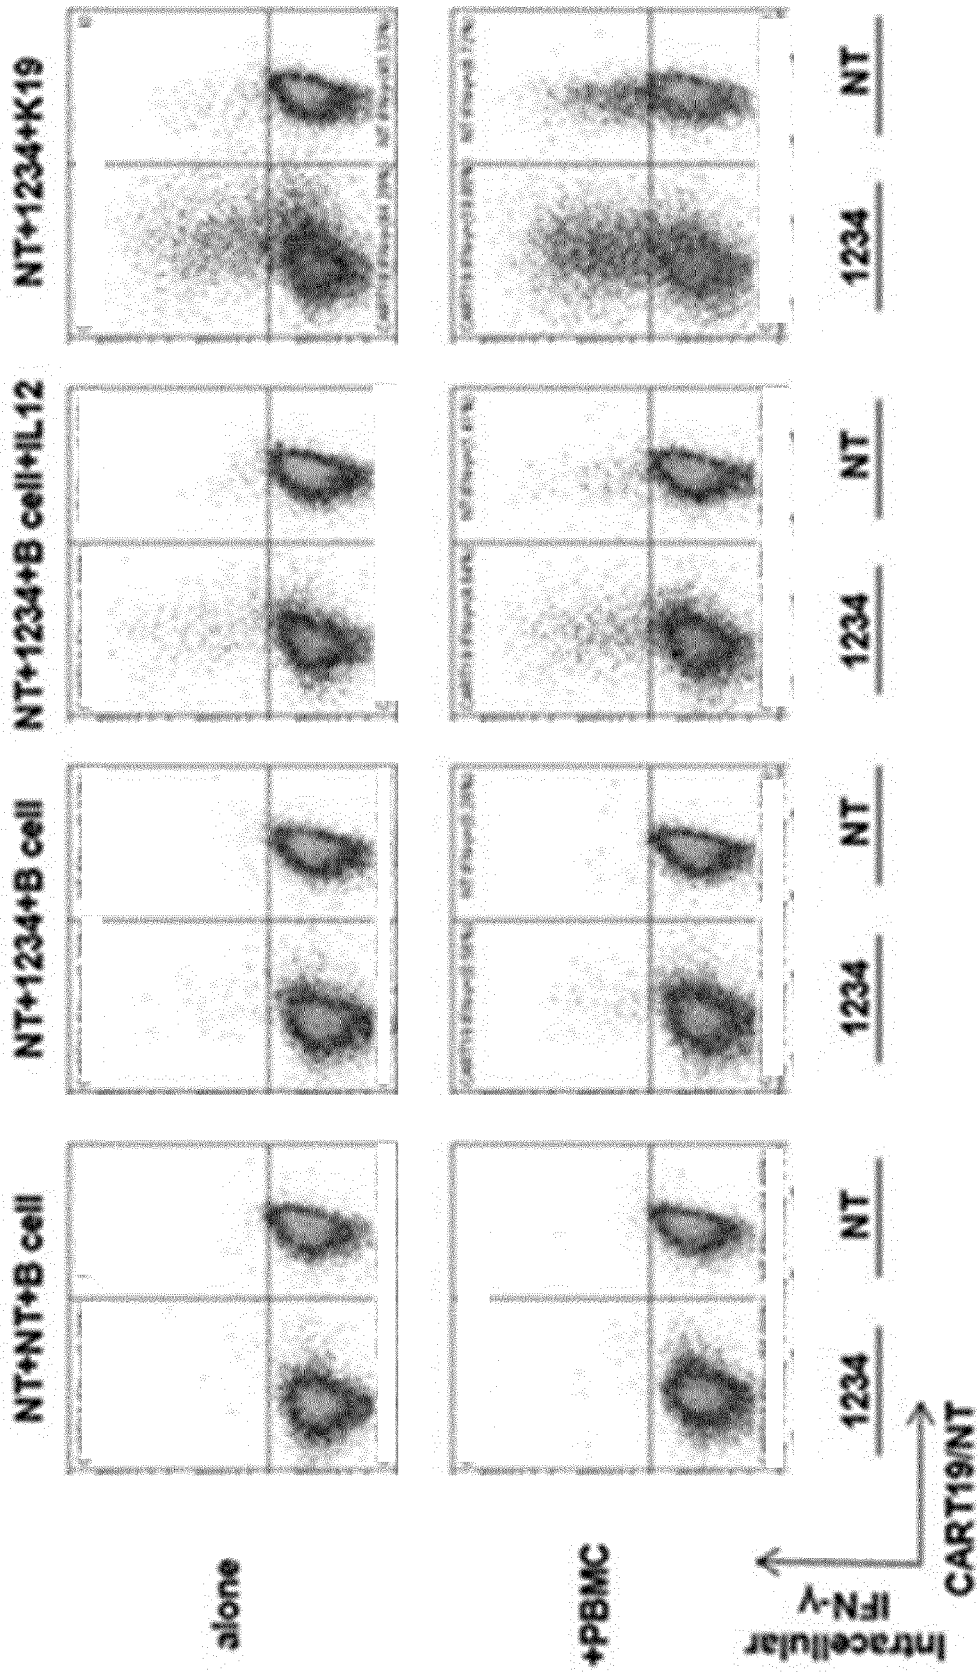 NT+NT+B cell
NT+1234+B cell
NT+1234+B cell+IL12
NT+1234+K19
alone
+PBMC
1234
NT
1234
NT
1234
NT
1234
NT
Intracellular
IFN-γ
CART19/NT